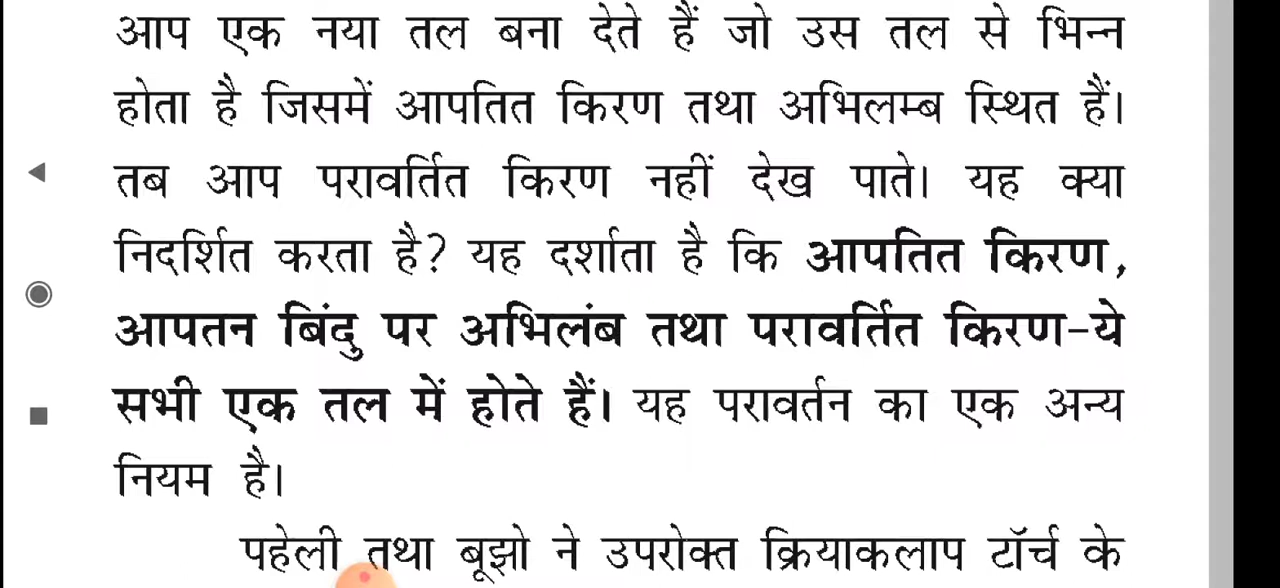 आप एक नया तल बना देते हैं जो उस तल से भिन्न
होता है जिसमें आपतित किरण तथा अभिलम्ब स्थित हैं।
तब आप परावर्तित किरण नहीं देख पाते। यह क्या
निदर्शित करता है? यह दर्शाता है कि आपतित किरण,
आपतन बिंदु पर अभिलंब तथा परावर्तित किरण-ये
सभी एक तल में होते हैं। यह परावर्तन का एक अन्य
नियम है।
पहेली तथा बूझो ने उपरोक्त क्रियाकलाप टॉर्च के